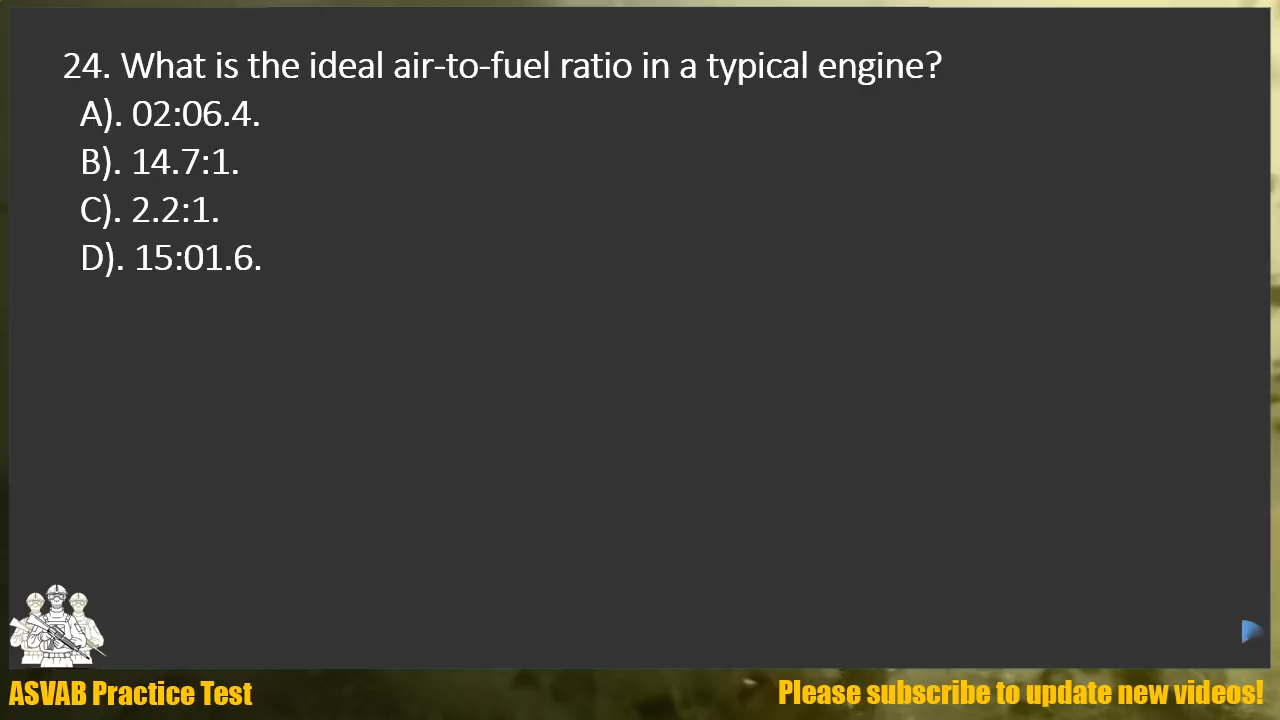 24. What is the ideal air-to-fuel ratio in a typical engine?
A). 02:06.4.
B). 14.7:1.
C). 2.2:1.
D). 15:01.6.
ASVAB Practice Test
Please subscribe to update new videos!